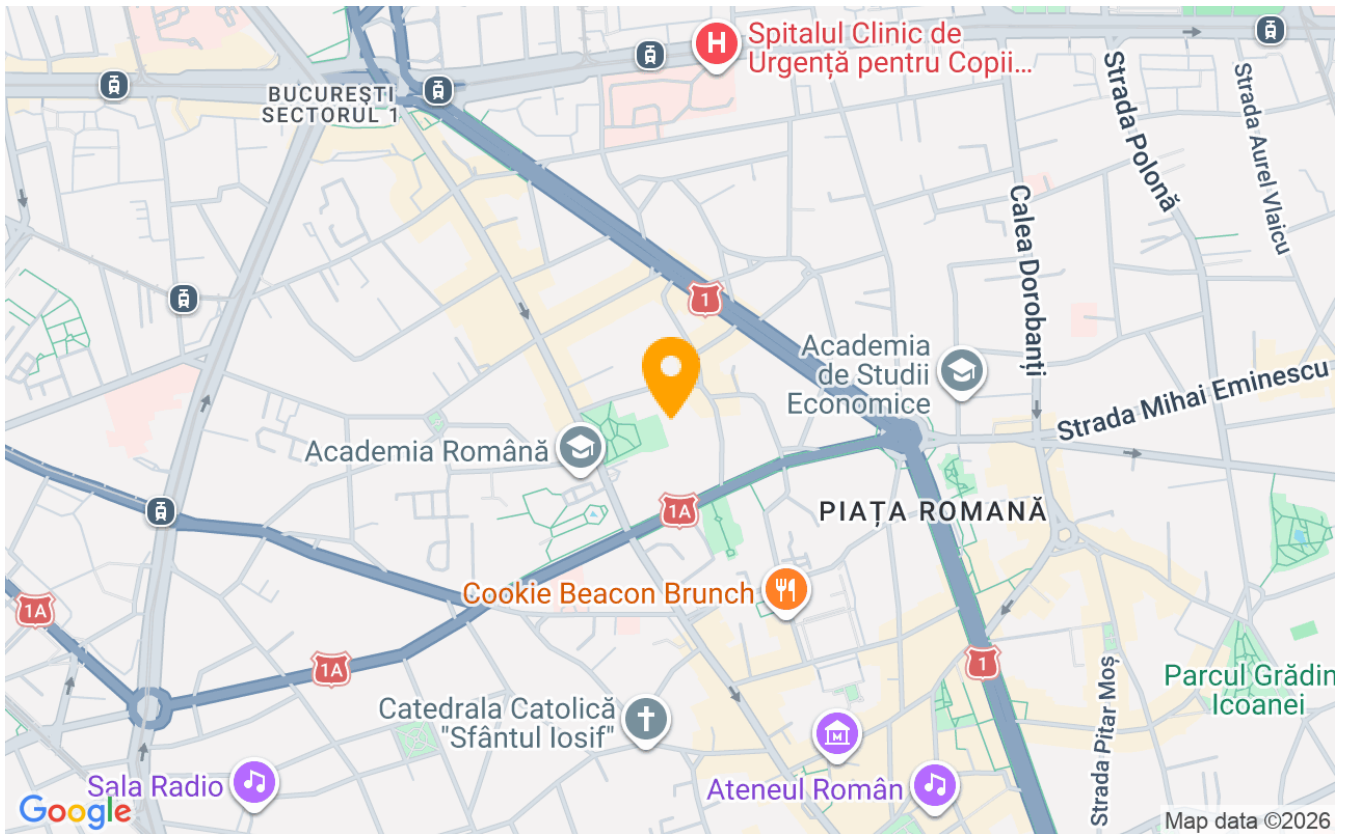 Spitalul Clinic de
Urgență pentru Copii...
H
BUCUREȘTI
SECTORUL 1
Strada Polonă
Strada Aurel Vlaicu
Calea Dorobanți
1
Academia
de Studii
Economice
Strada Mihai Eminescu
Academia Română
1A
PIAȚA ROMANĂ
Cookie Beacon Brunch
1A
1A
1
Strada Pitar Moș
Parcul Grădin
Icoanei
Catedrala Catolică
"Sfântul Iosif"
M
Sala Radio
Ateneul Român
Google
Map data ©2026